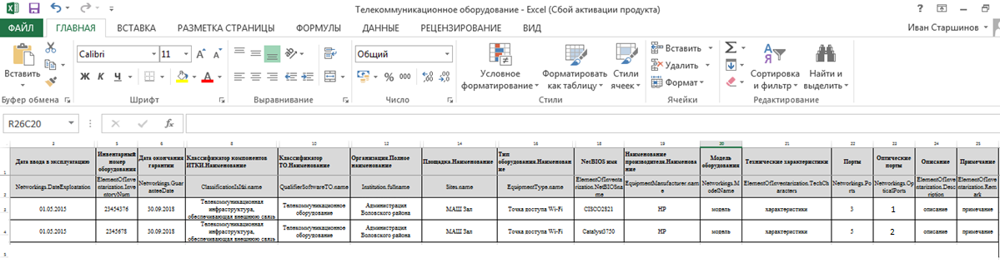 Телекоммуникационное оборудование - Excel (Сбой активации продукта)
ФАЙЛ ГЛАВНАЯ ВСТАВКА РАЗМЕТКА СТРАНИЦЫ ФОРМУЛЫ ДАННЫЕ РЕЦЕНЗИРОВАНИЕ ВИД Иван Старшинов
Calibri 11 Общий
Вставить
Ж К Ч А % 000
Условное форматирование
Форматировать как таблицу
Стили ячеек
Вставить
Удалить
Формат
Сортировка и фильтр
Найти и выделить
Буфер обмена Шрифт Выравнивание Число Стили Ячейки Редактирование
R26C20 fx
2 5 6 8 10 12 14 16 18 19 20 21 22 23 24 25
1
Дата ввода в эксплуатацию
Инвентарный номер оборудования
Дата окончания гарантии
Классификатор компонентов ИТКИ.Наименование
Классификатор ТО.Наименование
Организация.Полное наименование
Площадка.Наименование
Тип оборудования.Наименование
NetBIOS имя
Наименование производителя.Наименование
Модель оборудования
Технические характеристики
Порты
Оптические порты
Описание
Примечание
2
Networkings.DateExploatation
ElementOfInventarization.InventoryNum
Networkings.GuaranteeDate
ClassificationIsItki.name
QualifierSoftwareTO.name
Institution.fullname
Sites.name
EquipmentType.name
ElementOfInventarization.NetBIOSname
EquipmentManufacturer.name
Networkings.ModelName
ElementOfInventarization.TechCharacters
Networkings.Ports
Networkings.OpticalPorts
ElementOfInventarization.Description
ElementOfInventarization.Remark
3
01.05.2015
23454376
30.09.2018
Телекоммуникационная инфраструктура, обеспечивающая внешнюю связь
Телекоммуникационное оборудование
Администрация Воловского района
МАШ Зал
Точка доступа Wi-Fi
CISCO2821
HP
модель
характеристики
3
1
описание
примечание
4
01.05.2015
2345678
30.09.2018
Телекоммуникационная инфраструктура, обеспечивающая внешнюю связь
Телекоммуникационное оборудование
Администрация Воловского района
МАШ Зал
Точка доступа Wi-Fi
Catalyst3750
HP
модель
характеристики
5
2
описание
примечание
5